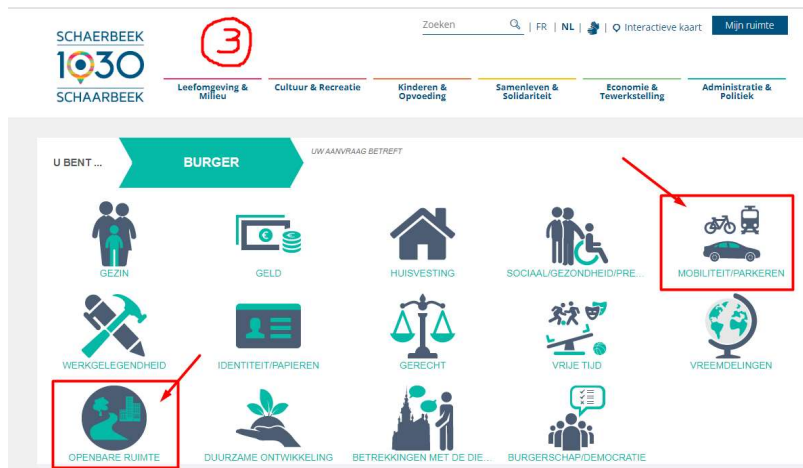 SCHAERBEEK
1030
SCHAARBEEK
3
Zoeken | FR | NL | | Interactieve kaart Mijn ruimte
Leefomgeving & Milieu
Cultuur & Recreatie
Kinderen & Opvoeding
Samenleven & Solidariteit
Economie & Tewerkstelling
Administratie & Politiek
U BENT ... BURGER UW AANVRAAG BETREFT
GEZIN GELD HUISVESTING SOCIAAL/GEZONDHEID/PRE... MOBILITEIT/PARKEREN
WERKGELEGENDHEID IDENTITEIT/PAPIEREN GERECHT VRIJE TIJD VREEMDELINGEN
OPENBARE RUIMTE DUURZAME ONTWIKKELING BETREKKINGEN MET DE DIE... BURGERSCHAP/DEMOCRATIE